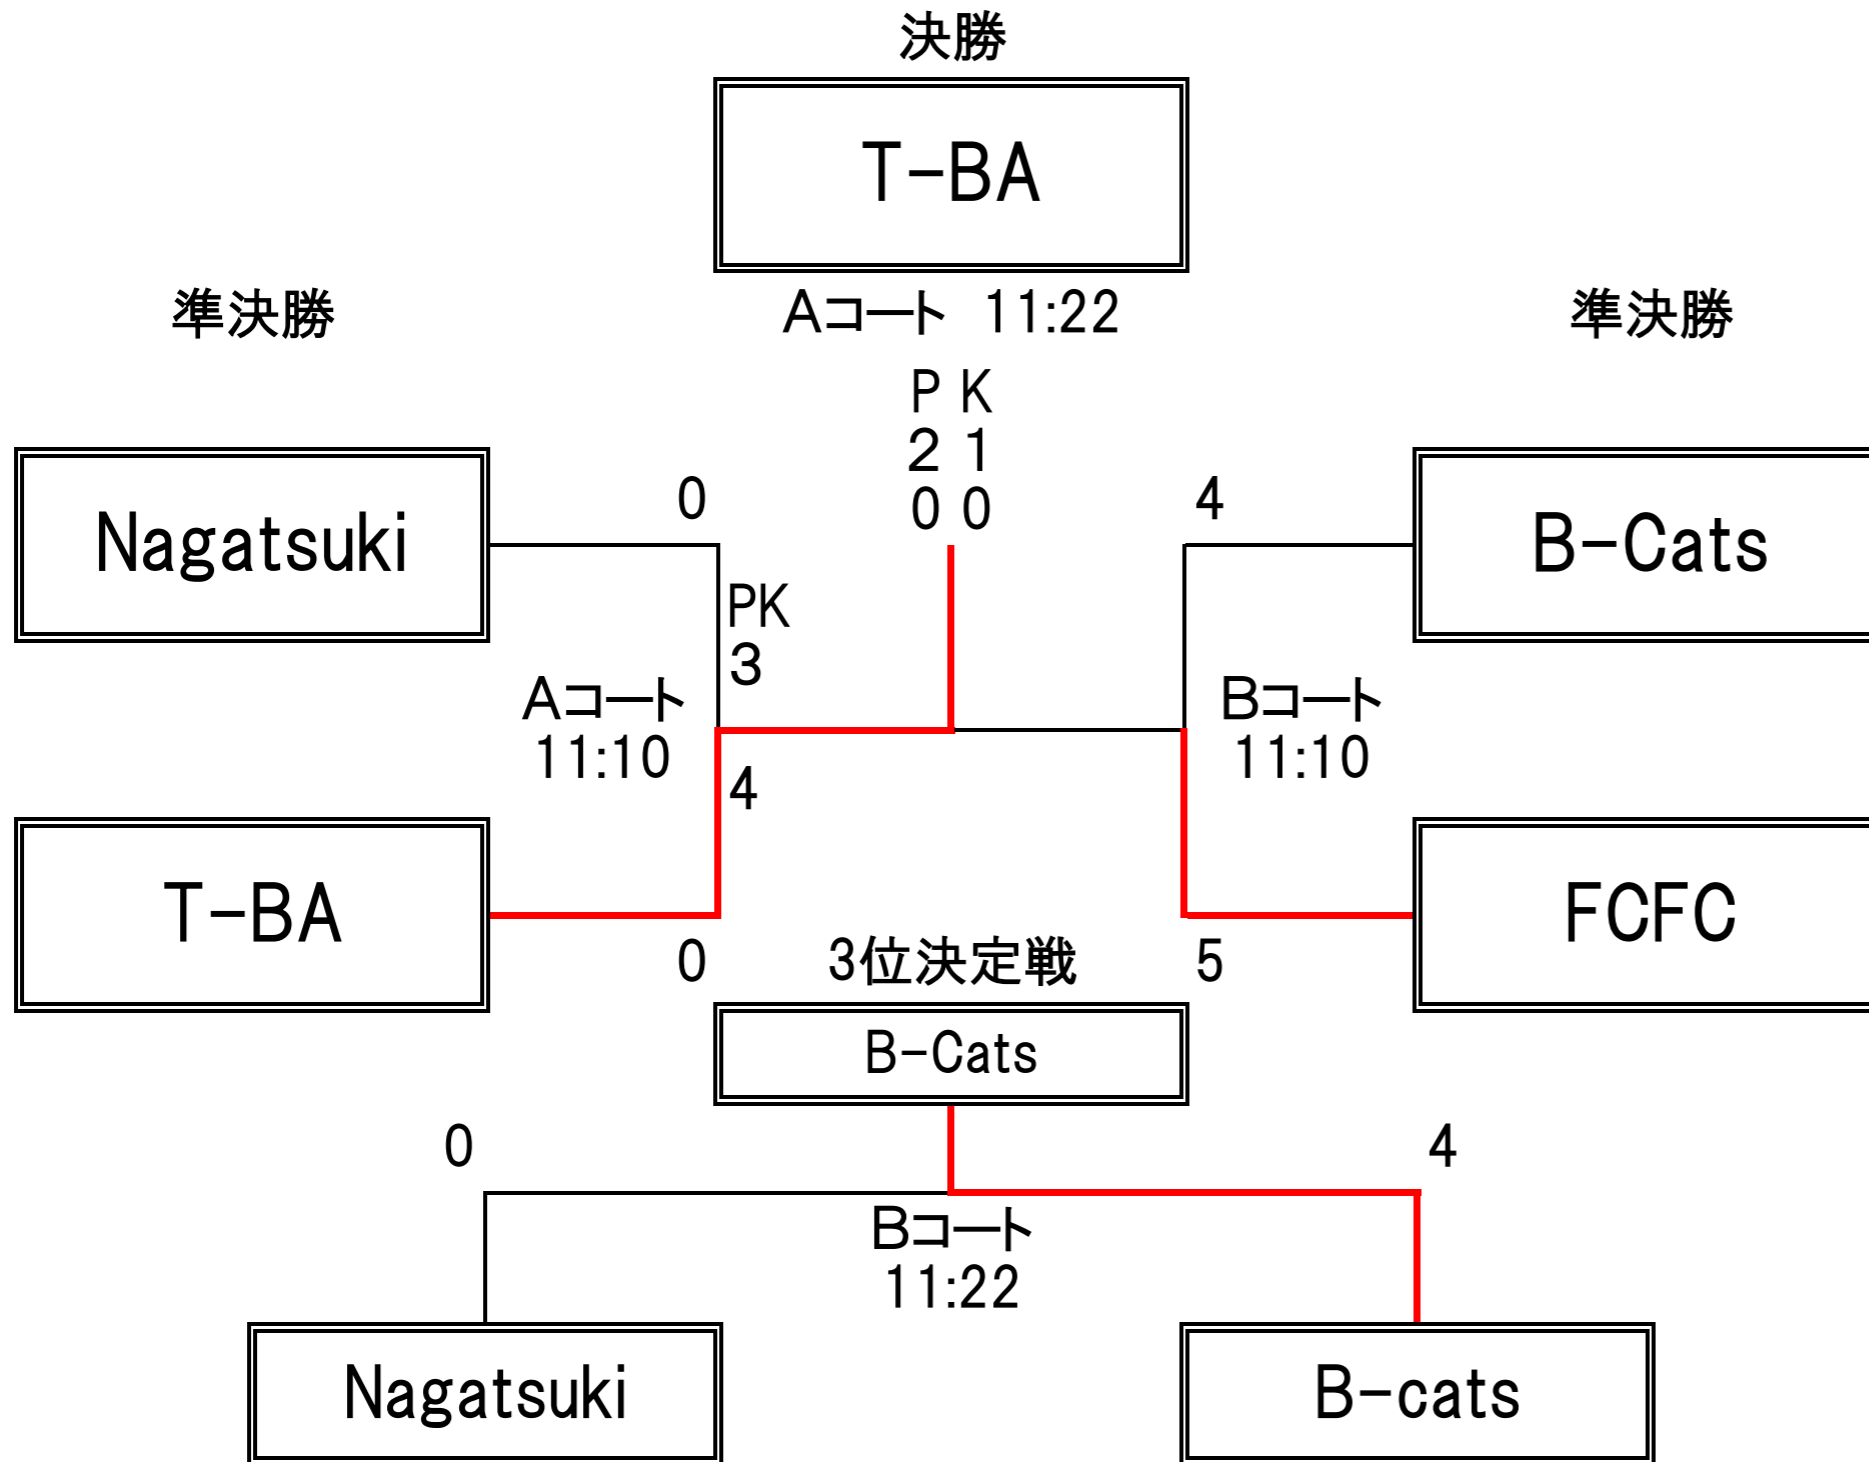 決勝
T-BA
準決勝
Aコート 11:22
準決勝
P K
2 1
0 0
Nagatsuki
0
4
B-Cats
PK
3
Aコート
11:10
Bコート
11:10
4
T-BA
FCFC
0
3位決定戦
5
B-Cats
0
4
Bコート
11:22
Nagatsuki
B-cats